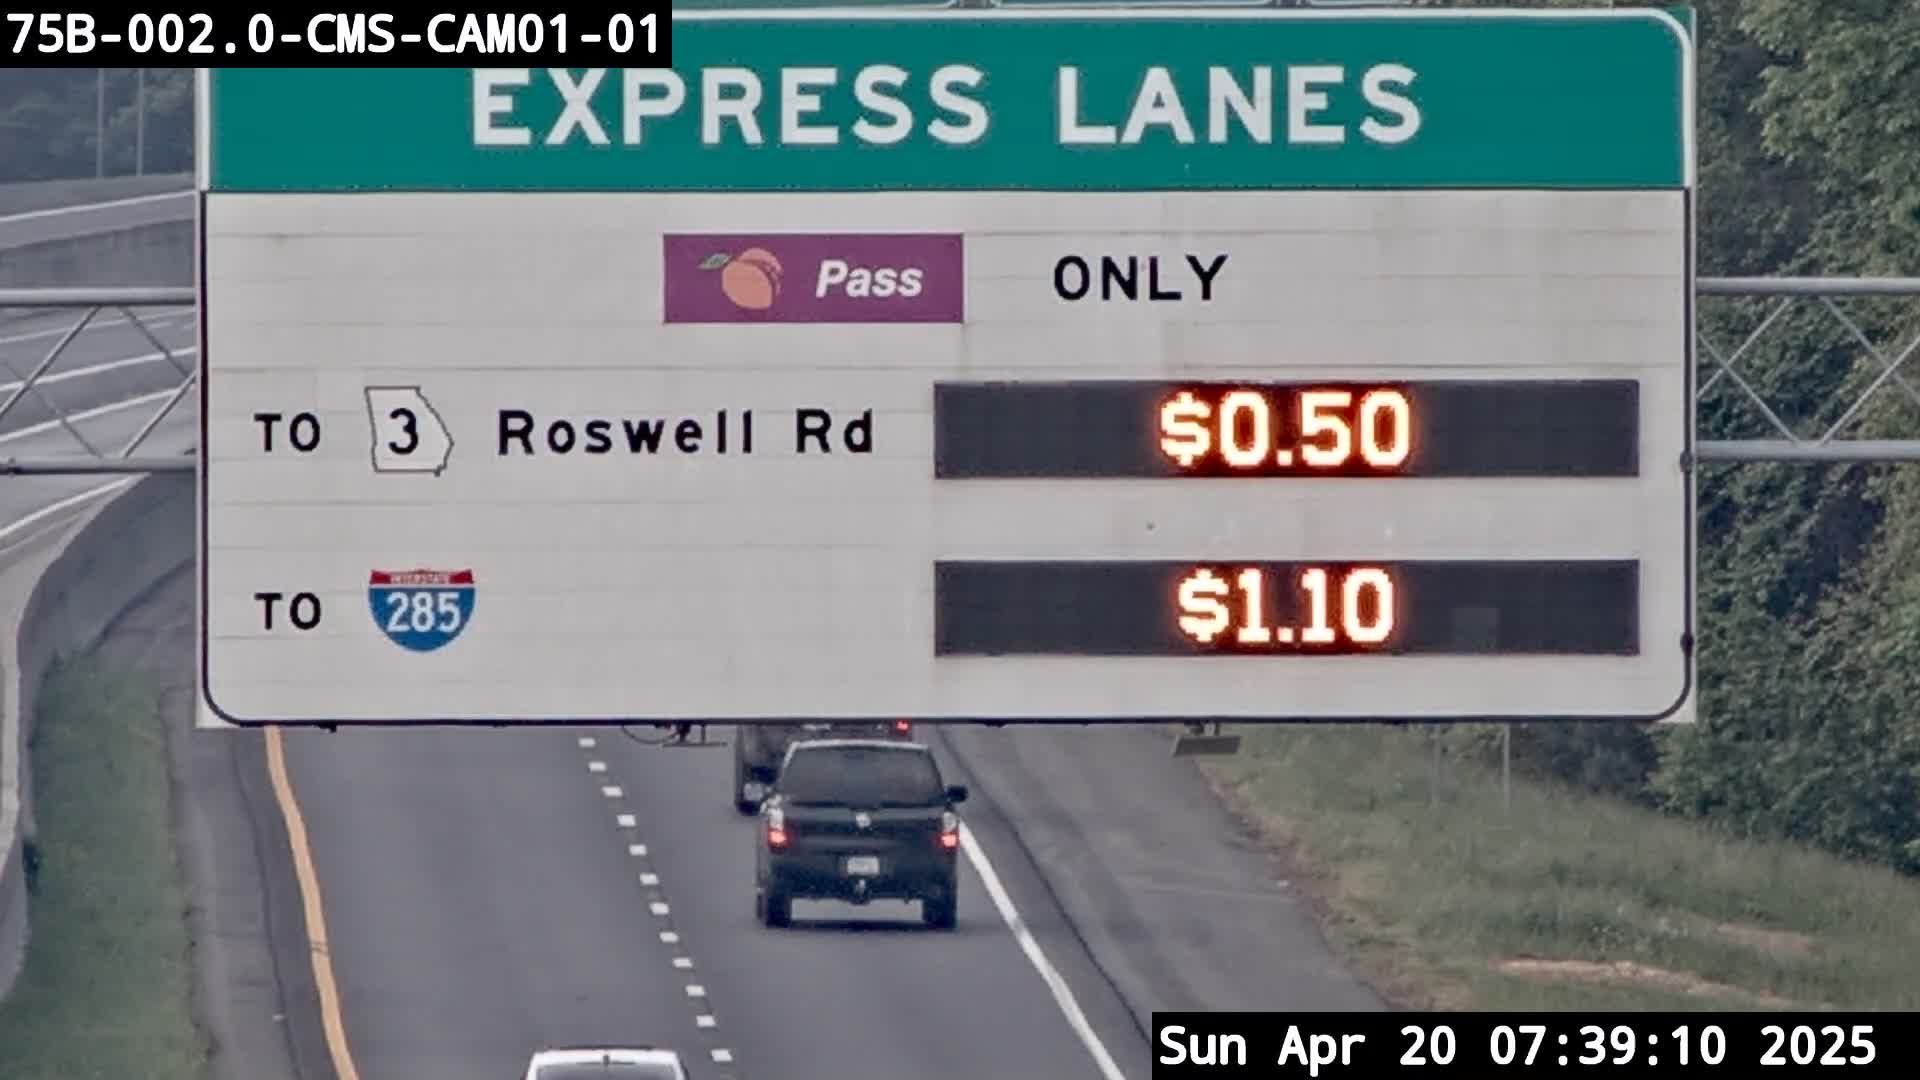 75B-002.0-CMS-CAM01-01
EXPRESS LANES
Pass ONLY
TO 3 Roswell Rd $0.50
TO 285 $1.10
Sun Apr 20 07:39:10 2025